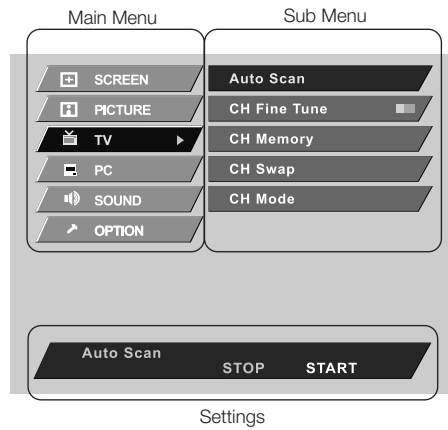 Main Menu
Sub Menu
SCREEN
PICTURE
TV
PC
SOUND
OPTION
Auto Scan
CH Fine Tune
CH Memory
CH Swap
CH Mode
Auto Scan
STOP START
Settings